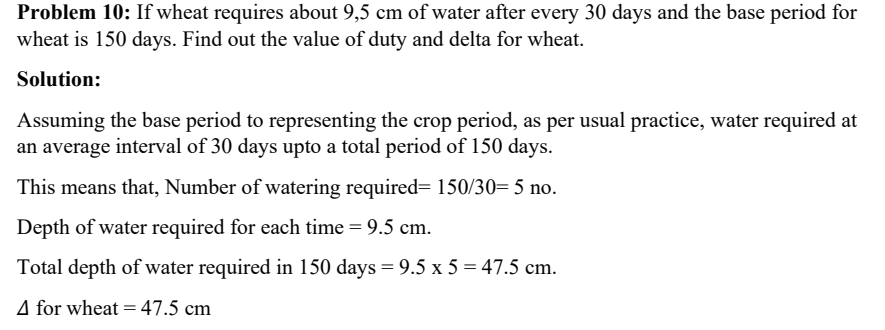 Problem 10: If wheat requires about 9,5 cm of water after every 30 days and the base period for
wheat is 150 days. Find out the value of duty and delta for wheat.
Solution:
Assuming the base period to representing the crop period, as per usual practice, water required at
an average interval of 30 days upto a total period of 150 days.
This means that, Number of watering required= 150/30= 5 no.
Depth of water required for each time = 9.5 cm.
Total depth of water required in 150 days = 9.5 x 5 = 47.5 cm.
Δ for wheat = 47.5 cm